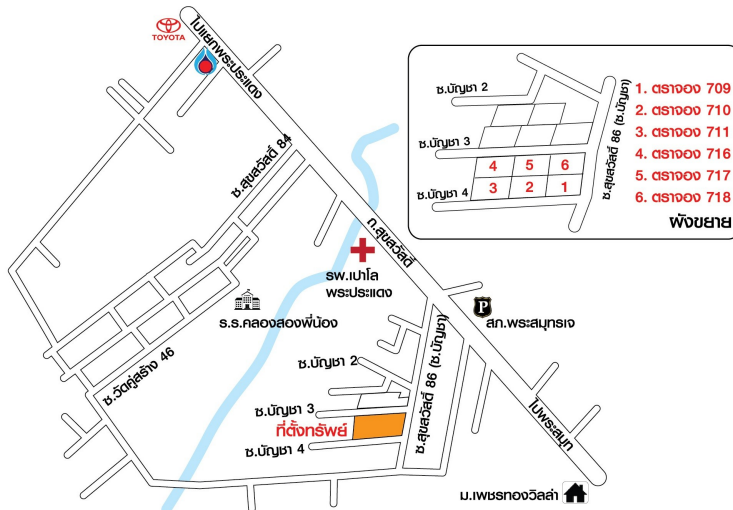 TOYOTA
ไปแยกพระประแดง
ซ.สุขสวัสดิ์ 84
ถ.สุขสวัสดิ์
รพ.เปาโล
พระประแดง
ร.ร.คลองสองพี่น้อง
P
สภ.พระสมุทรเจ
ซ.วัดคู่สร้าง 46
ซ.บัญชา 2
ซ.บัญชา 3
ที่ตั้งทรัพย์
ซ.บัญชา 4
ซ.สุขสวัสดิ์ 86 (ซ.บัญชา)
ไปพระสมุท
ม.เพชรทองวิลล่า
ซ.บัญชา 2
ซ.บัญชา 3
ซ.บัญชา 4
4 5 6
3 2 1
ซ.สุขสวัสดิ์ 86 (ซ.บัญชา)
1. ตราจอง 709
2. ตราจอง 710
3. ตราจอง 711
4. ตราจอง 716
5. ตราจอง 717
6. ตราจอง 718
ผังขยาย